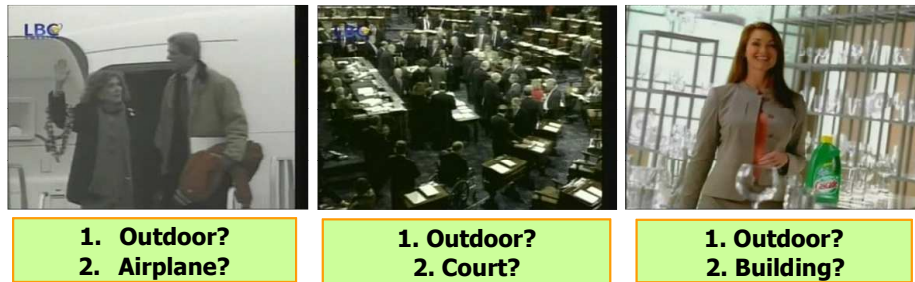 LBC
LBC
1. Outdoor?
2. Airplane?
1. Outdoor?
2. Court?
1. Outdoor?
2. Building?